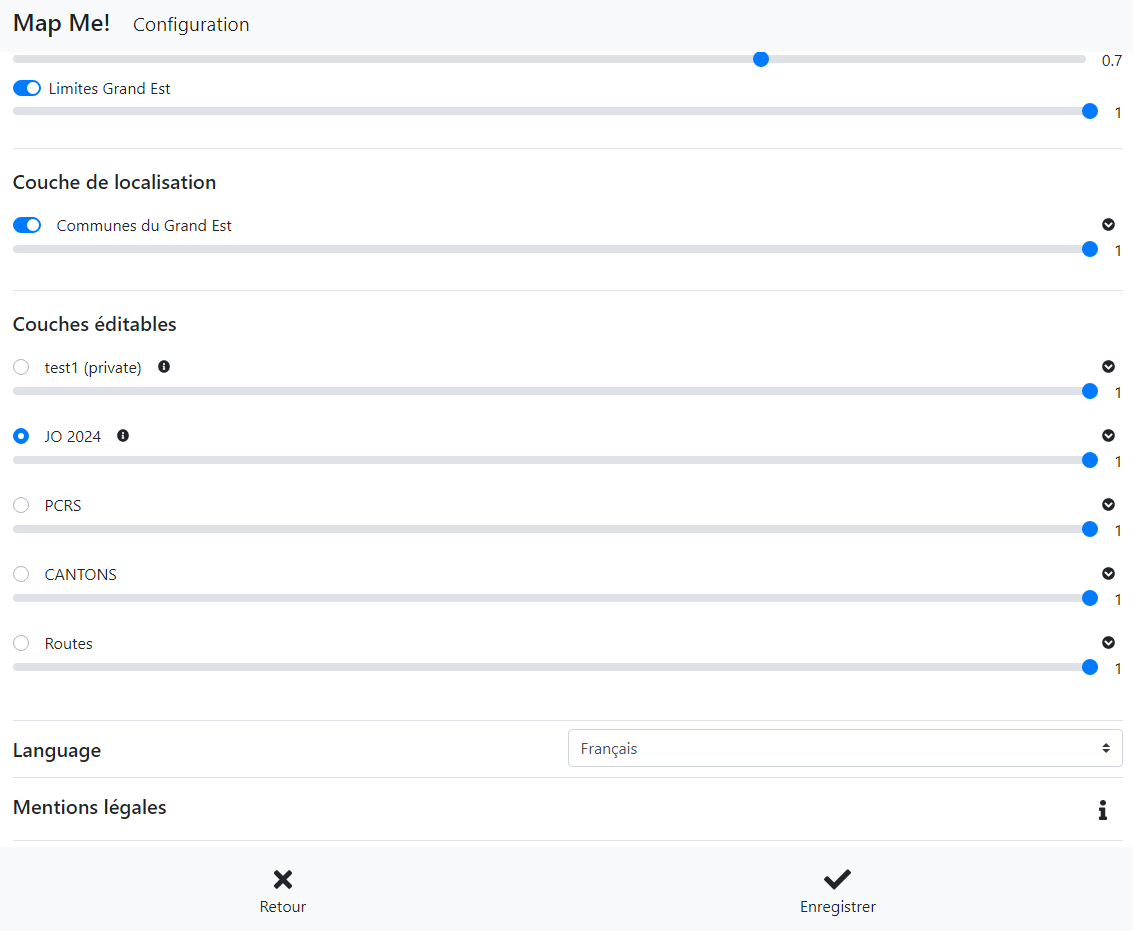 Map Me! Configuration
0.7
Limites Grand Est
1
Couche de localisation
Communes du Grand Est
1
Couches éditables
test1 (private)
1
JO 2024
1
PCRS
1
CANTONS
1
Routes
1
Language Français
Mentions légales
Retour Enregistrer